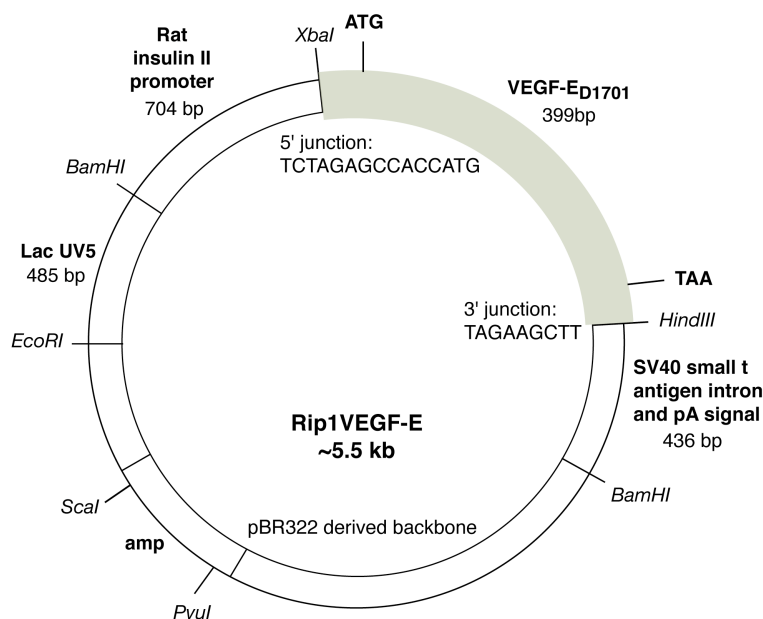 ATG
XbaI
Rat
insulin II
promoter
704 bp
VEGF-ED1701
399bp
5' junction:
TCTAGAGCCACCATG
BamHI
Lac UV5
485 bp
TAA
3' junction:
TAGAAGCTT
HindIII
EcoRI
SV40 small t
antigen intron
and pA signal
436 bp
Rip1VEGF-E
~5.5 kb
BamHI
ScaI
pBR322 derived backbone
amp
PvuI